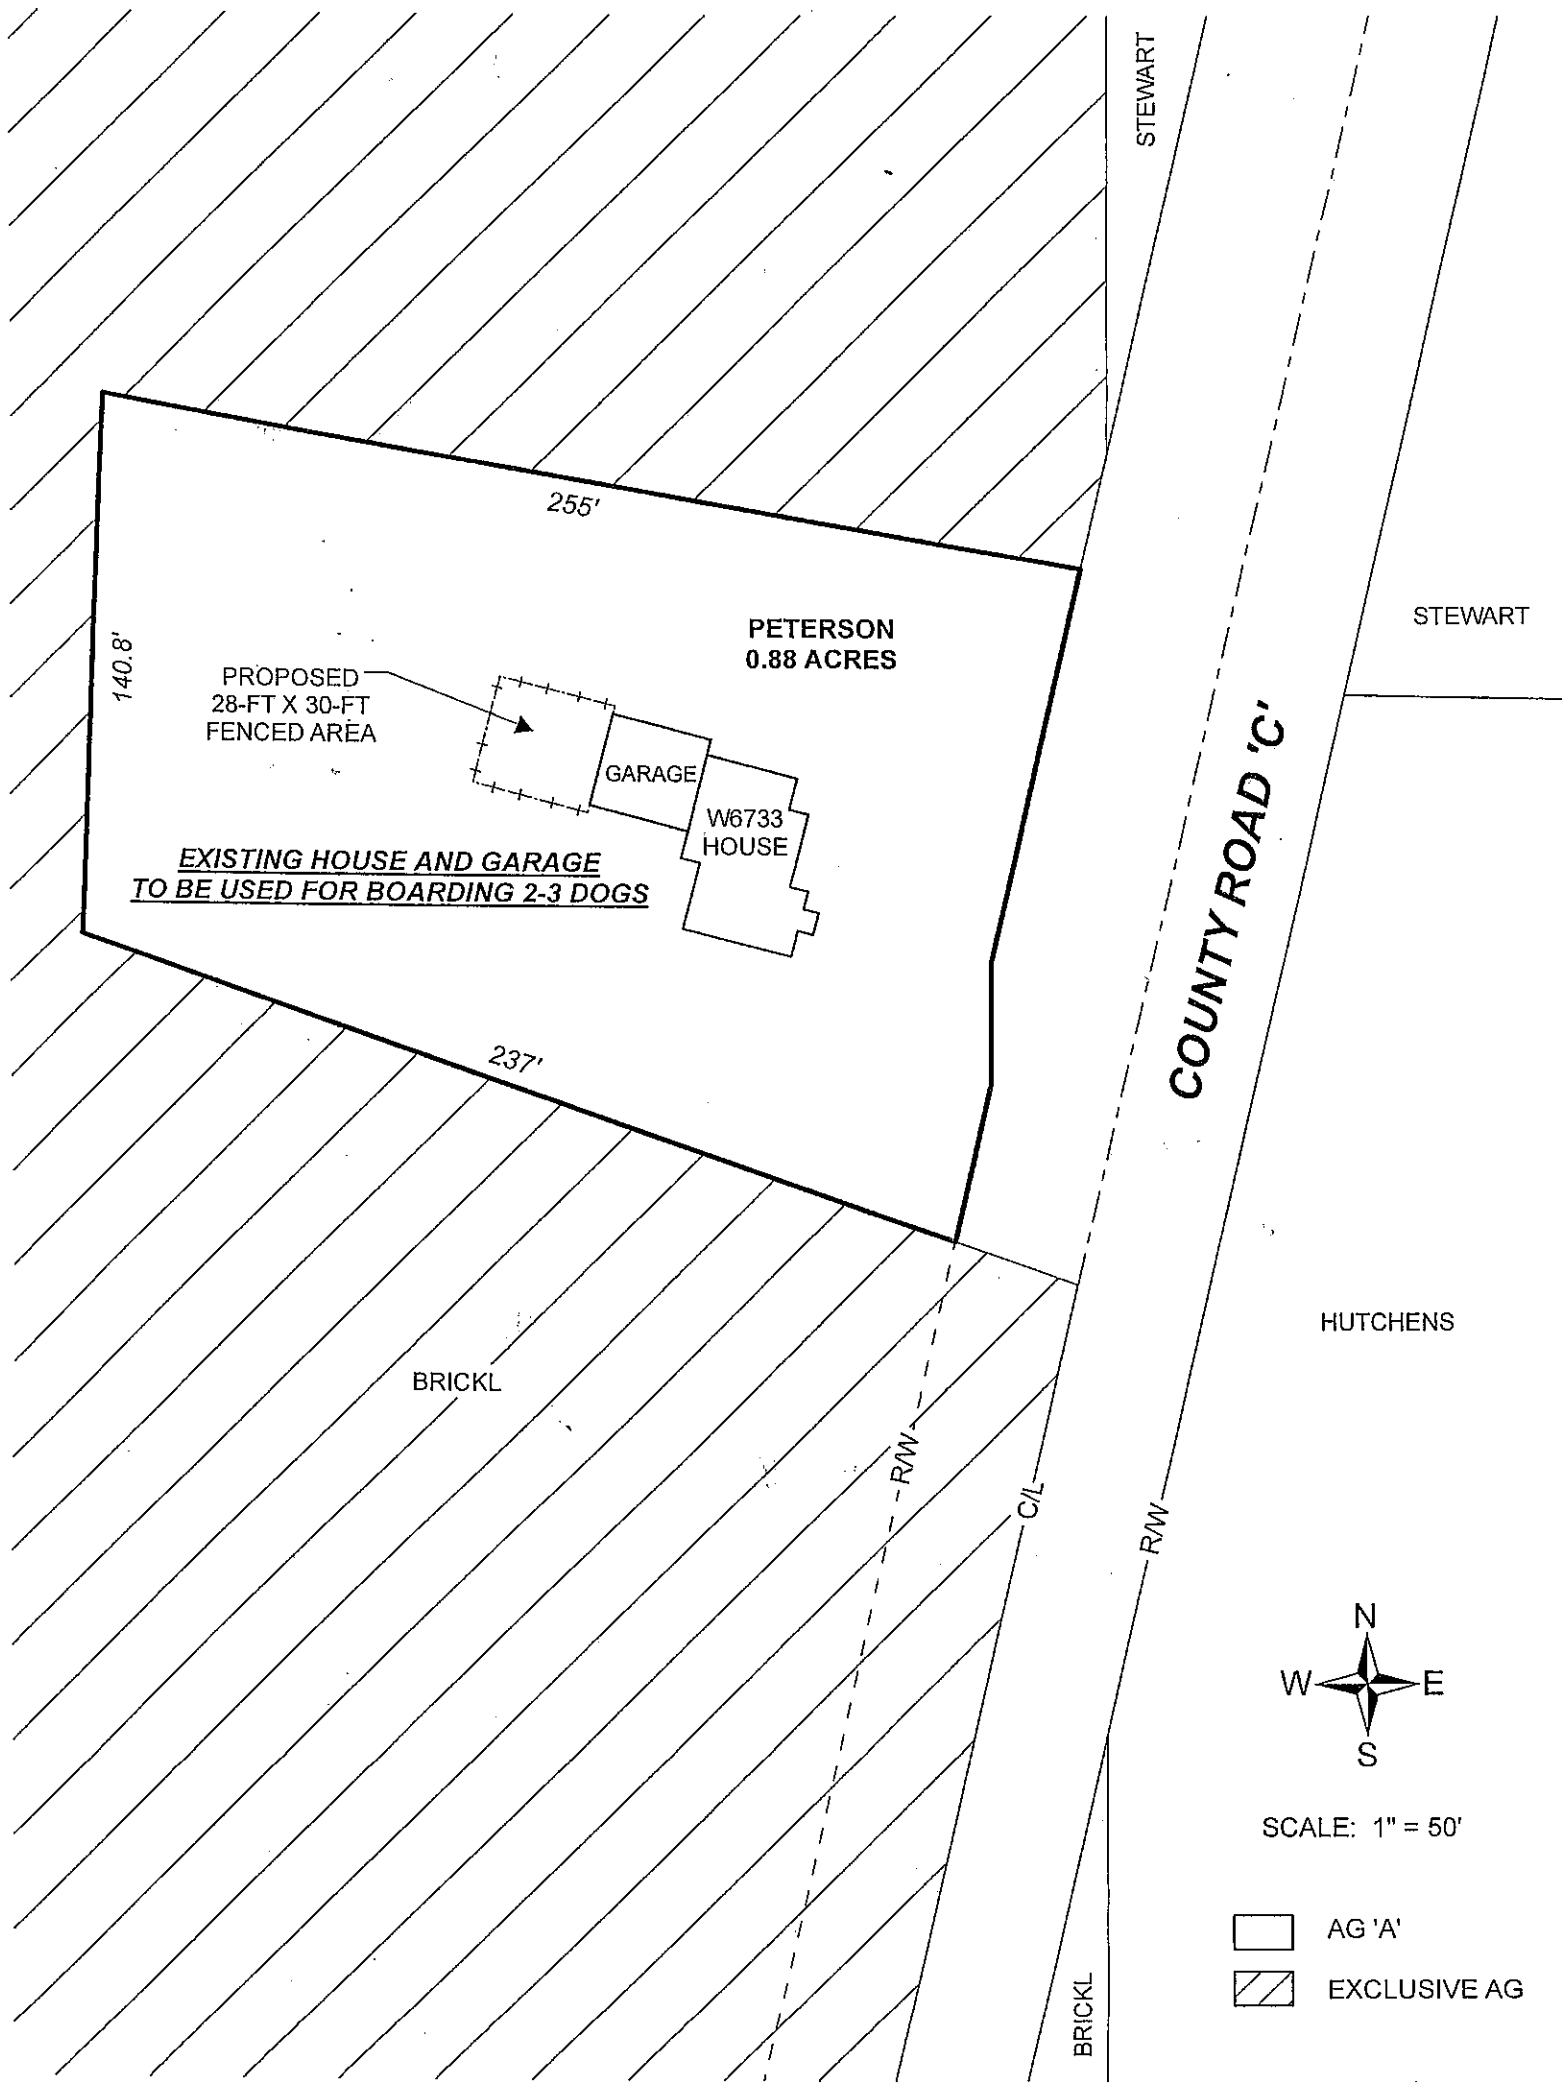 STEWART
255'
STEWART
PETERSON
0.88 ACRES
140.8'
PROPOSED
28-FT X 30-FT
FENCED AREA
GARAGE
W6733
HOUSE
COUNTY ROAD 'C'
EXISTING HOUSE AND GARAGE
TO BE USED FOR BOARDING 2-3 DOGS
237'
HUTCHENS
BRICKL
R/W
C/L
R/W
N
W E
S
SCALE: 1" = 50'
AG 'A'
EXCLUSIVE AG
BRICKL